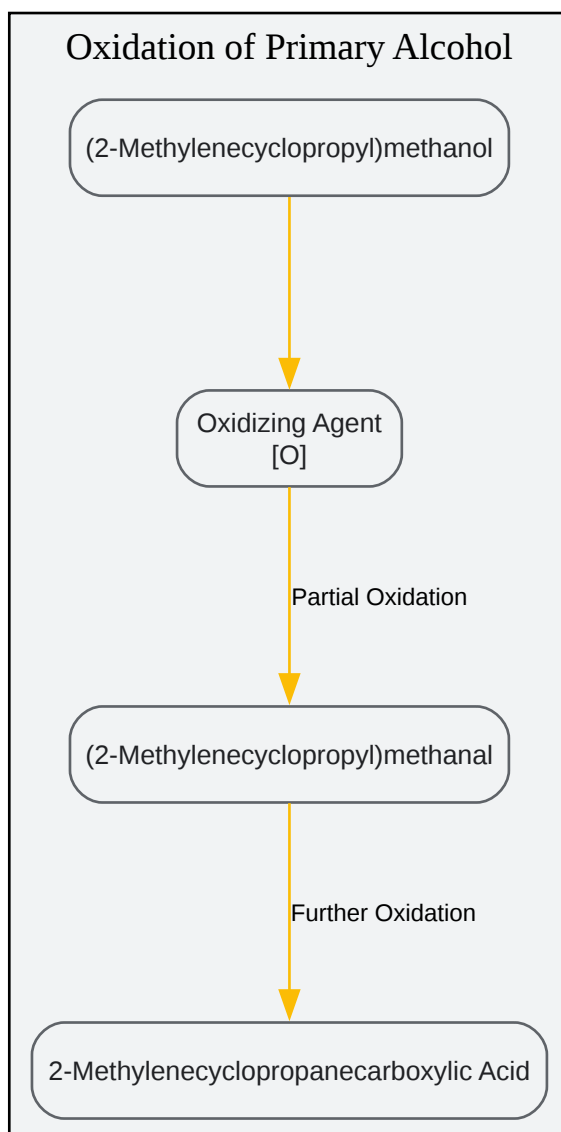 Oxidation of Primary Alcohol
(2-Methylenecyclopropyl)methanol
Oxidizing Agent
[O]
Partial Oxidation
(2-Methylenecyclopropyl)methanal
Further Oxidation
2-Methylenecyclopropanecarboxylic Acid